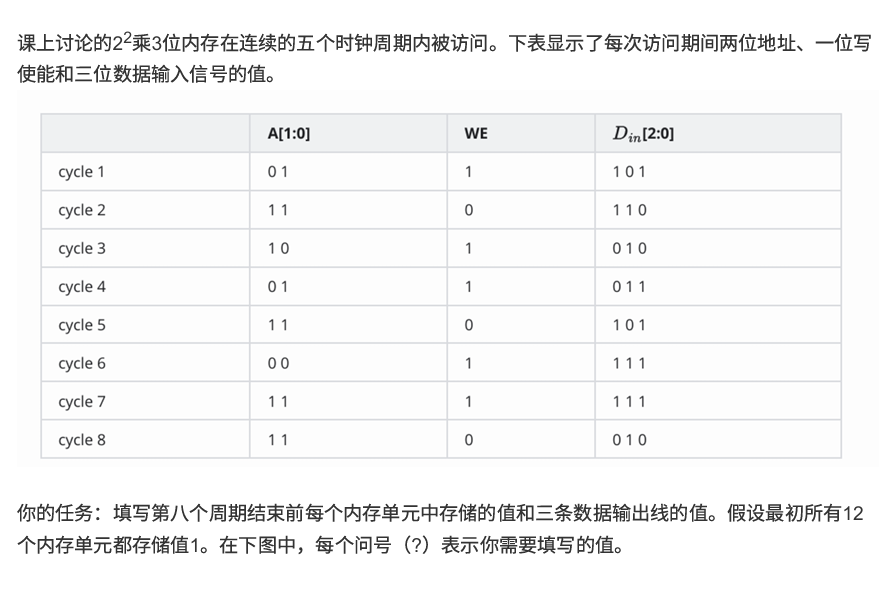 课上讨论的2²乘3位内存在连续的五个时钟周期内被访问。下表显示了每次访问期间两位地址、一位写
使能和三位数据输入信号的值。
A[1:0] WE D_in[2:0]
cycle 1 0 1 1 1 0 1
cycle 2 1 1 0 1 1 0
cycle 3 1 0 1 0 1 0
cycle 4 0 1 1 0 1 1
cycle 5 1 1 0 1 0 1
cycle 6 0 0 1 1 1 1
cycle 7 1 1 1 1 1 1
cycle 8 1 1 0 0 1 0
你的任务：填写第八个周期结束前每个内存单元中存储的值和三条数据输出线的值。假设最初所有12
个内存单元都存储值1。在下图中，每个问号（?）表示你需要填写的值。